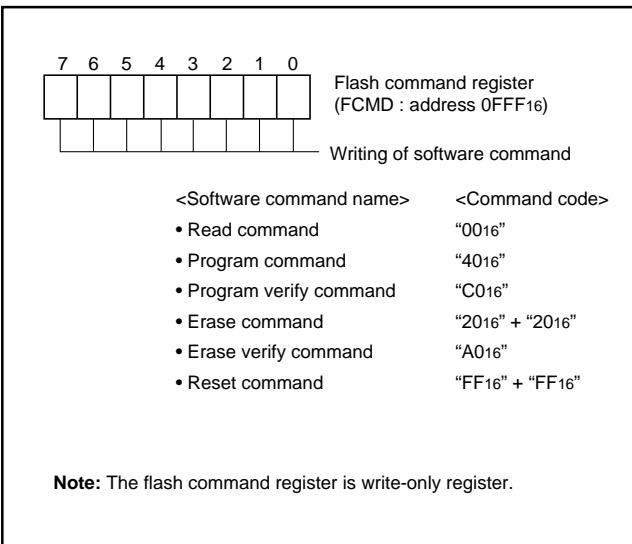 7 6 5 4 3 2 1 0
Flash command register
(FCMD : address 0FFF16)
Writing of software command
<Software command name> <Command code>
• Read command “0016”
• Program command “4016”
• Program verify command “C016”
• Erase command “2016” + “2016”
• Erase verify command “A016”
• Reset command “FF16” + “FF16”
Note: The flash command register is write-only register.